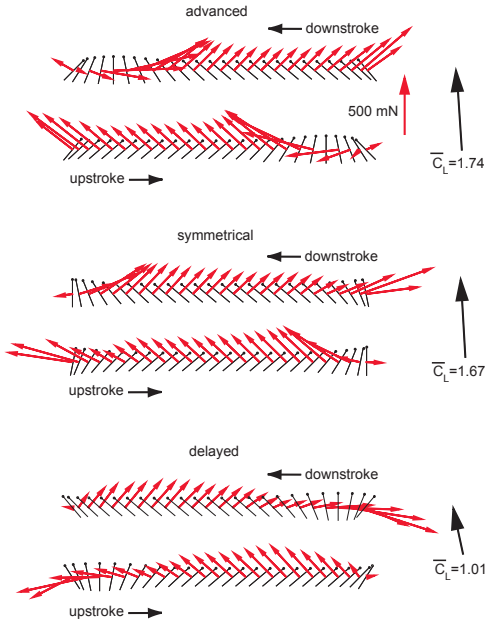 advanced
downstroke
500 mN
C̅L=1.74
upstroke
symmetrical
downstroke
C̅L=1.67
upstroke
delayed
downstroke
C̅L=1.01
upstroke